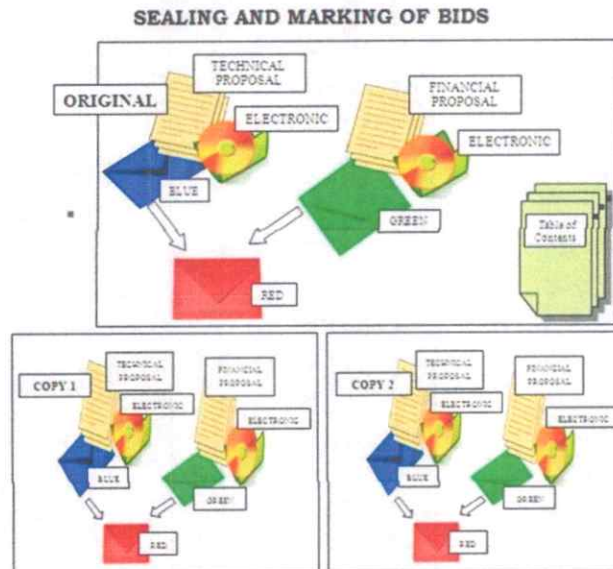 SEALING AND MARKING OF BIDS
TECHNICAL
PROPOSAL
FINANCIAL
PROPOSAL
ORIGINAL
ELECTRONIC
ELECTRONIC
BLUE
GREEN
Table of
Contents
RED
TECHNICAL
PROPOSAL
FINANCIAL
PROPOSAL
COPY 1
ELECTRONIC
ELECTRONIC
BLUE
GREEN
RED
TECHNICAL
PROPOSAL
FINANCIAL
PROPOSAL
COPY 2
ELECTRONIC
ELECTRONIC
BLUE
GREEN
RED